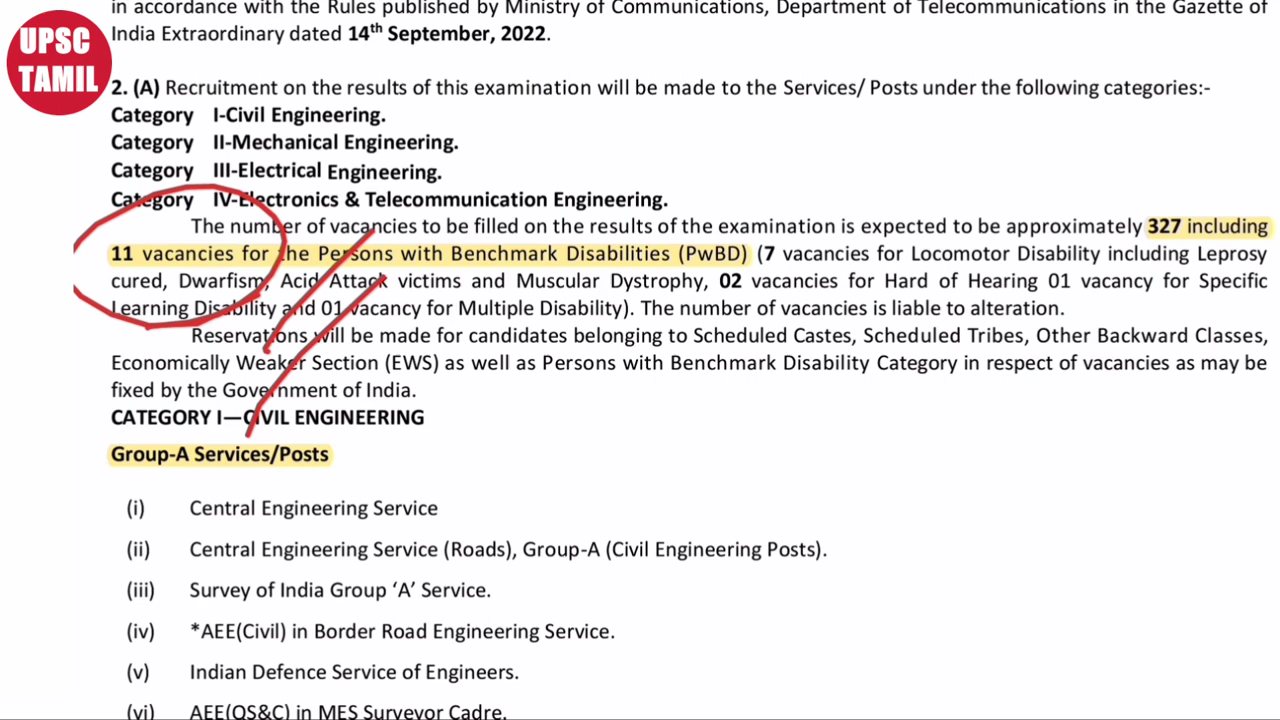 in accordance with the Rules published by Ministry of Communications, Department of Telecommunications in the Gazette of
India Extraordinary dated 14th September, 2022.
UPSC
TAMIL
2. (A) Recruitment on the results of this examination will be made to the Services/ Posts under the following categories:-
Category I-Civil Engineering.
Category II-Mechanical Engineering.
Category III-Electrical Engineering.
Category IV-Electronics & Telecommunication Engineering.
The number of vacancies to be filled on the results of the examination is expected to be approximately 327 including
11 vacancies for the Persons with Benchmark Disabilities (PwBD) (7 vacancies for Locomotor Disability including Leprosy
cured, Dwarfism, Acid Attack victims and Muscular Dystrophy, 02 vacancies for Hard of Hearing 01 vacancy for Specific
Learning Disability and 01 vacancy for Multiple Disability). The number of vacancies is liable to alteration.
Reservations will be made for candidates belonging to Scheduled Castes, Scheduled Tribes, Other Backward Classes,
Economically Weaker Section (EWS) as well as Persons with Benchmark Disability Category in respect of vacancies as may be
fixed by the Government of India.
CATEGORY I—CIVIL ENGINEERING
Group-A Services/Posts
(i) Central Engineering Service
(ii) Central Engineering Service (Roads), Group-A (Civil Engineering Posts).
(iii) Survey of India Group ‘A’ Service.
(iv) *AEE(Civil) in Border Road Engineering Service.
(v) Indian Defence Service of Engineers.
(vi) AEE(QS&C) in MES Surveyor Cadre.